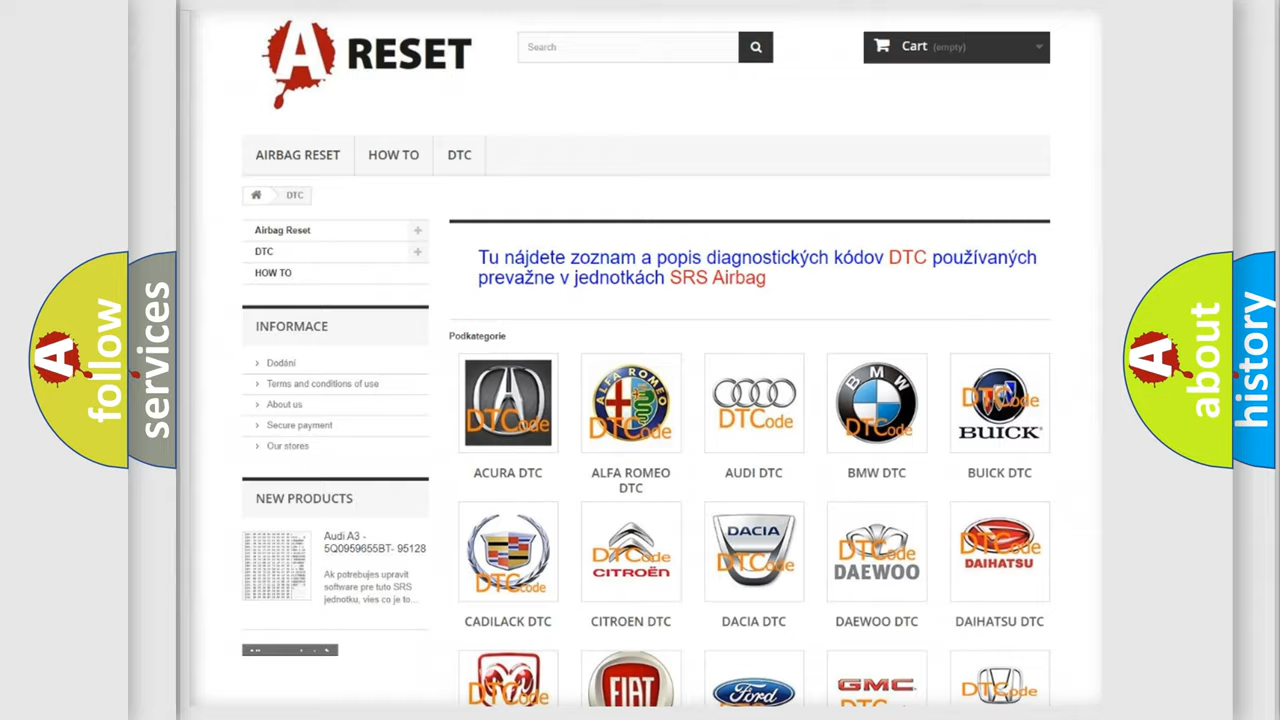 A RESET
Search
Cart (empty)
AIRBAG RESET
HOW TO
DTC
DTC
Airbag Reset
DTC
HOW TO
INFORMACE
Dodání
Terms and conditions of use
About us
Secure payment
Our stores
NEW PRODUCTS
Audi A3 -
5Q0959655BT- 95128
Ak potrebujes upravit
software pre tuto SRS
jednotku, vies co je to...
Tu nájdete zoznam a popis diagnostických kódov DTC používaných
prevažne v jednotkách SRS Airbag
Podkategorie
DTCode
ALFA ROMEO
DTCode
DTCode
BMW
DTCode
DTCode
BUICK
ACURA DTC
ALFA ROMEO
DTC
AUDI DTC
BMW DTC
BUICK DTC
DTCode
DTCode
CITROËN
DACIA
DTCode
DTCode
DAEWOO
DTCode
DAIHATSU
CADILACK DTC
CITROEN DTC
DACIA DTC
DAEWOO DTC
DAIHATSU DTC
DTCode
FIAT
Ford
GMC
DTCode
A follow
services
A about
history